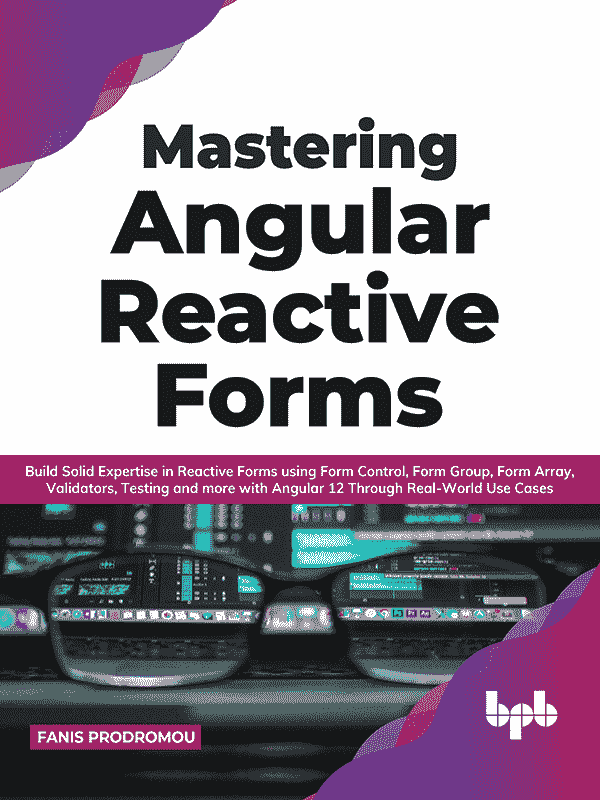 Mastering
Angular
Reactive
Forms
Build Solid Expertise in Reactive Forms using Form Control, Form Group, Form Array,
Validators, Testing and more with Angular 12 Through Real-World Use Cases
FANIS PRODROMOU
bpb